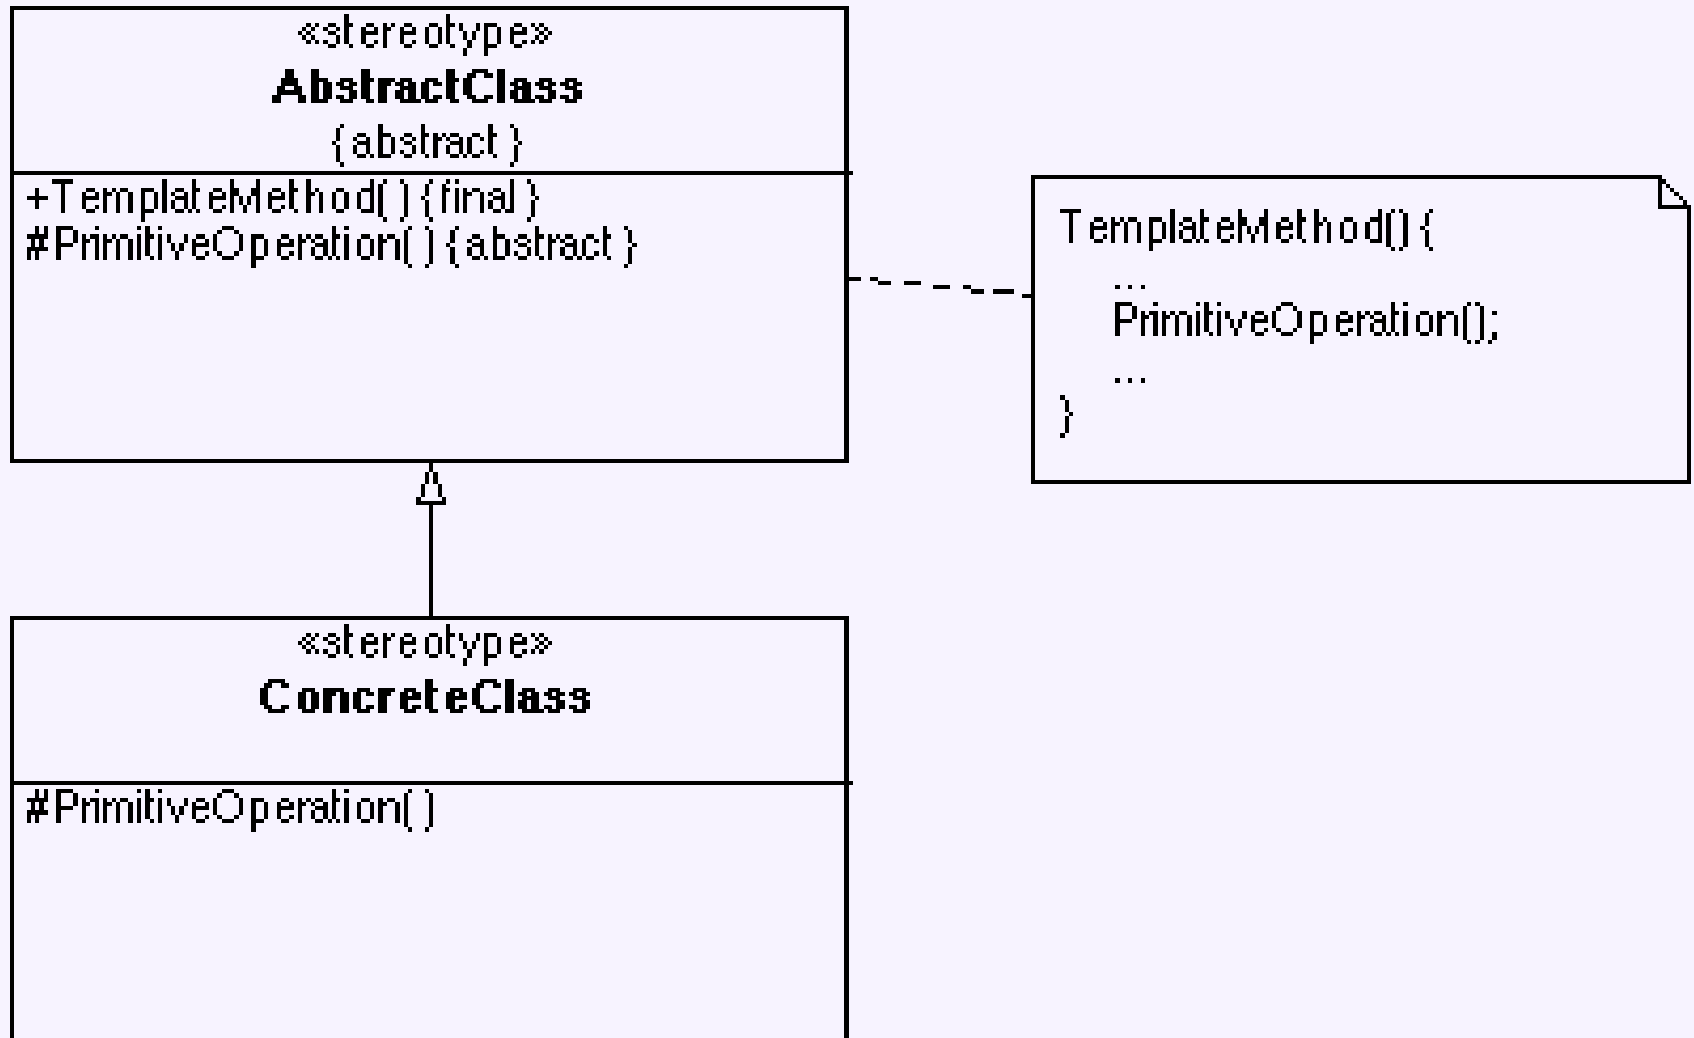 «stereotype»
AbstractClass
{abstract}
+TemplateMethod(){final}
#PrimitiveOperation(){abstract}
TemplateMethod(){
...
PrimitiveOperation();
...
}
«stereotype»
ConcreteClass
#PrimitiveOperation()